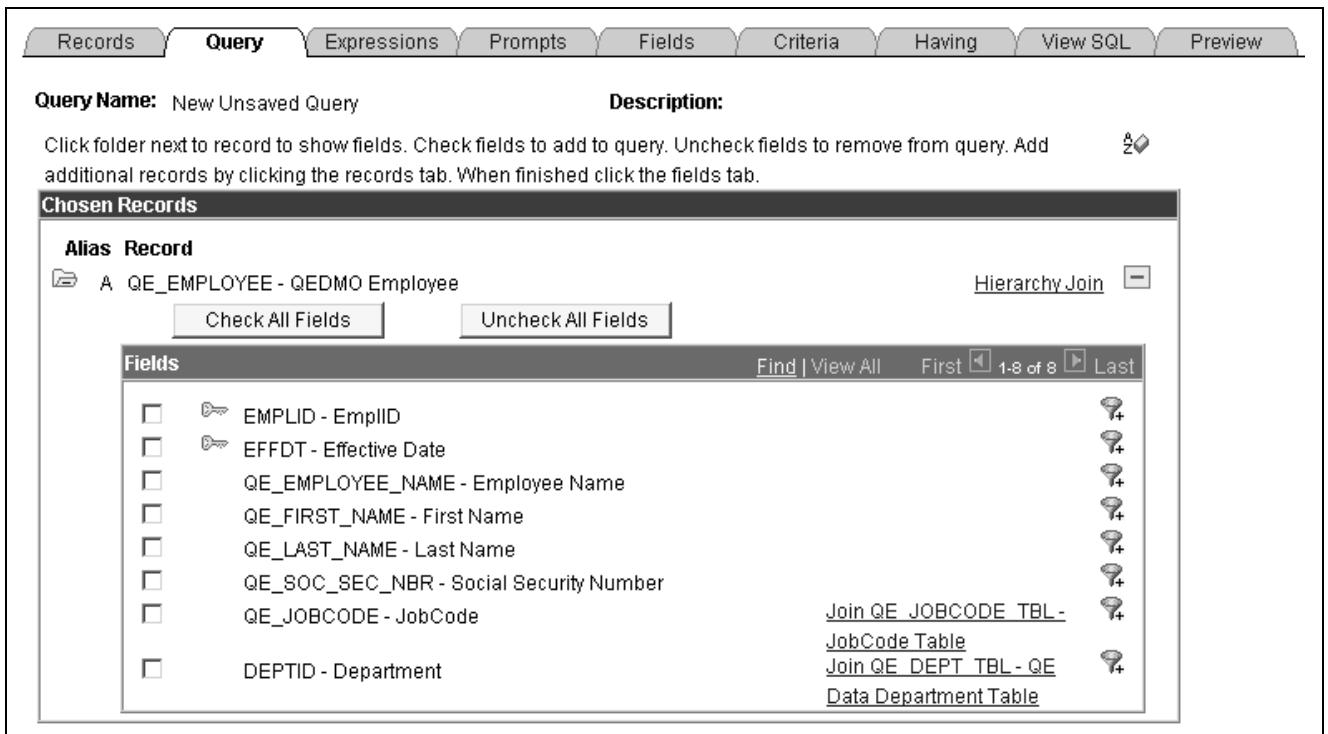 Records Query Expressions Prompts Fields Criteria Having View SQL Preview
Query Name: New Unsaved Query Description:
Click folder next to record to show fields. Check fields to add to query. Uncheck fields to remove from query. Add
additional records by clicking the records tab. When finished click the fields tab.
Chosen Records
Alias Record
A QE_EMPLOYEE - QEDMO Employee Hierarchy Join
Check All Fields Uncheck All Fields
Fields Find | View All First 1-8 of 8 Last
EMPLID - EmplID
EFFDT - Effective Date
QE_EMPLOYEE_NAME - Employee Name
QE_FIRST_NAME - First Name
QE_LAST_NAME - Last Name
QE_SOC_SEC_NBR - Social Security Number
QE_JOBCODE - JobCode Join QE_JOBCODE_TBL -
JobCode Table
DEPTID - Department Join QE_DEPT_TBL - QE
Data Department Table